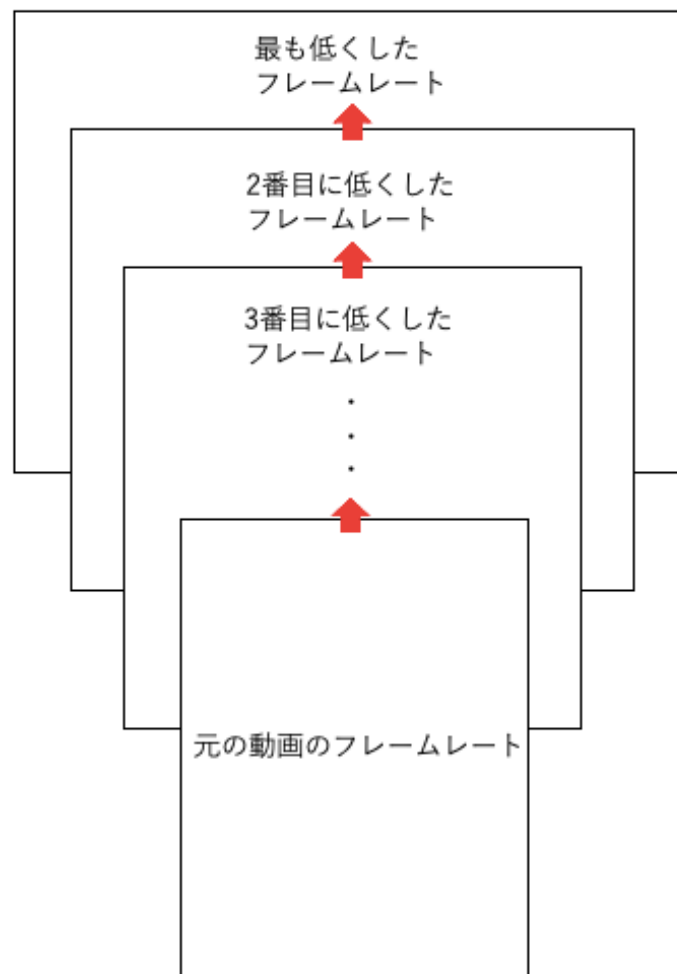 最も低くした
フレームレート
2番目に低くした
フレームレート
3番目に低くした
フレームレート
・
・
・
元の動画のフレームレート